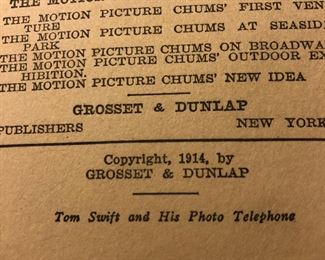 THE MOTION PICTURE CHUMS' FIRST VEN-
TURE
THE MOTION PICTURE CHUMS AT SEASIDE
PARK
THE MOTION PICTURE CHUMS ON BROADWA
THE MOTION PICTURE CHUMS' OUTDOOR EX
HIBITION.
THE MOTION PICTURE CHUMS' NEW IDEA
GROSSET & DUNLAP
PUBLISHERS NEW YORK
Copyright, 1914, by
GROSSET & DUNLAP
Tom Swift and His Photo Telephone